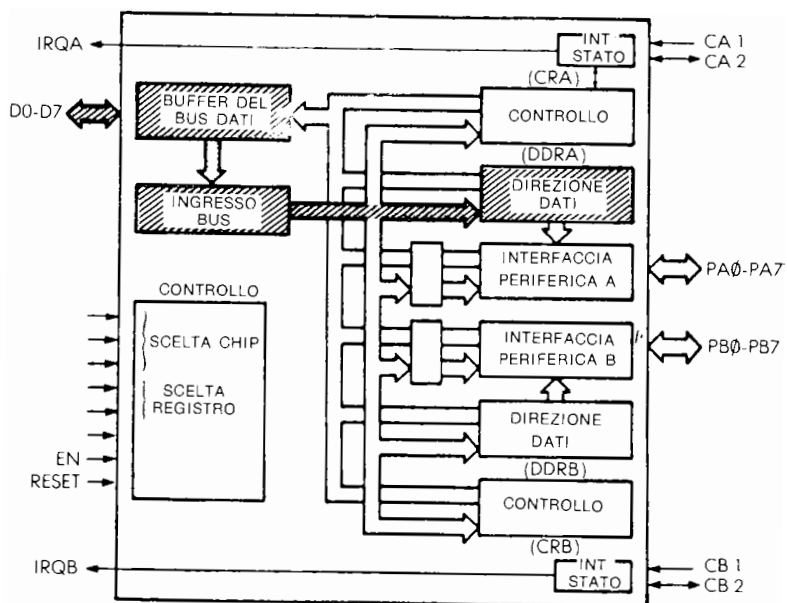 IRQA
INT
STATO
CA 1
CA 2
(CRA)
D0-D7
BUFFER DEL
BUS DATI
CONTROLLO
(DDRA)
INGRESSO
BUS
DIREZIONE
DATI
INTERFACCIA
PERIFERICA A
PAØ-PA7
CONTROLLO
SCELTA CHIP
INTERFACCIA
PERIFERICA B
PBØ-PB7
SCELTA
REGISTRO
DIREZIONE
DATI
EN
(DDRB)
RESET
CONTROLLO
(CRB)
IRQB
INT
STATO
CB 1
CB 2